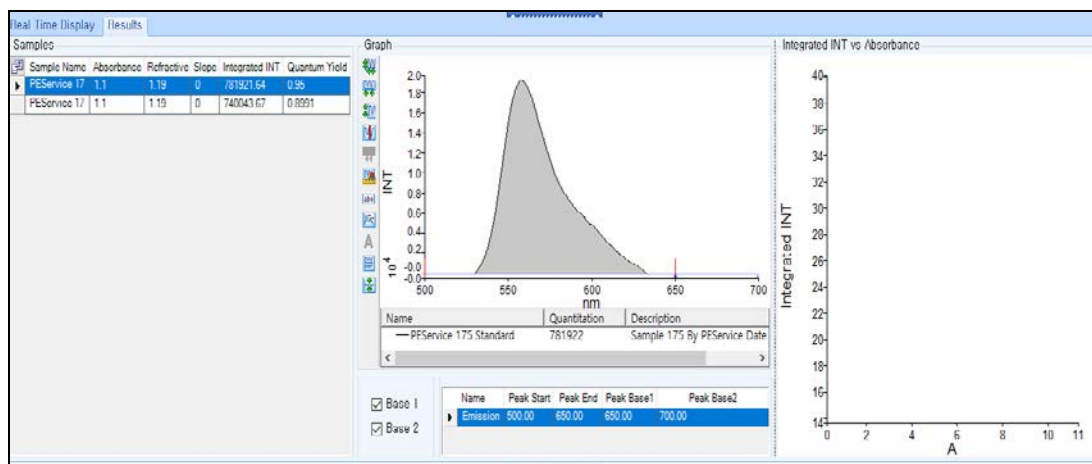 Real Time Display Results
Samples
Sample Name Absorbance Refractive Slope Integrated INT Quantum Yield
PEService 17 1.1 1.19 0 781921.64 0.95
PEService 17 1.1 1.19 0 740043.67 0.8991
Graph
2.0
1.8
1.6
1.4
1.2
1.0
0.8
0.6
0.4
0.2
-0.0
-0.0
INT
10 4
500 550 600 650 700
nm
Name Quantitation Description
PEService 175 Standard 781922 Sample 175 By PEService Date
Base 1
Base 2
Name Peak Start Peak End Peak Base1 Peak Base2
Emission 500.00 650.00 650.00 700.00
Integrated INT vs Absorbance
40
38
36
34
32
30
28
26
24
22
20
18
16
14
Integrated INT
0 2 4 6 8 10 11
A